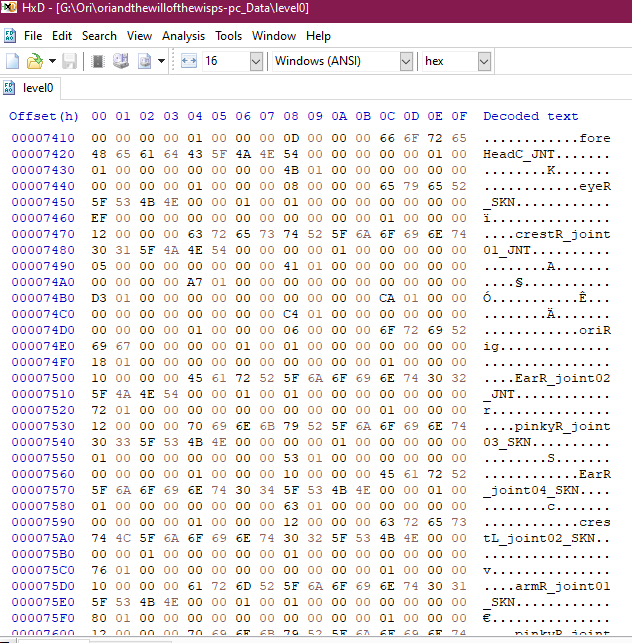 HxD - [G:\Ori\oriandthewillofthewisps-pc_Data\level0]
File Edit Search View Analysis Tools Window Help
16 Windows (ANSI) hex
level0
Offset(h) 00 01 02 03 04 05 06 07 08 09 0A 0B 0C 0D 0E 0F Decoded text
00007410 00 00 00 00 01 00 00 00 0D 00 00 00 66 6F 72 65 ............fore
00007420 48 65 61 64 43 5F 4A 4E 54 00 00 00 00 00 01 00 HeadC_JNT.......
00007430 01 00 00 00 00 00 00 00 4B 01 00 00 00 00 00 00 ........K.......
00007440 00 00 00 00 01 00 00 00 08 00 00 00 65 79 65 52 ............eyeR
00007450 5F 53 4B 4E 00 00 01 00 01 00 00 00 00 00 00 00 _SKN............
00007460 EF 00 00 00 00 00 00 00 00 00 00 00 01 00 00 00 ï...............
00007470 12 00 00 00 63 72 65 73 74 52 5F 6A 6F 69 6E 74 ....crestR_joint
00007480 30 31 5F 4A 4E 54 00 00 00 00 01 00 00 00 00 00 01_JNT..........
00007490 05 00 00 00 00 00 00 00 41 01 00 00 00 00 00 00 ........A.......
000074A0 00 00 00 00 A7 01 00 00 00 00 00 00 00 00 00 00 ....§...........
000074B0 D3 01 00 00 00 00 00 00 00 00 00 00 CA 01 00 00 Ó...........Ê...
000074C0 00 00 00 00 00 00 00 00 C4 01 00 00 00 00 00 00 ........Ä.......
000074D0 00 00 00 00 01 00 00 00 06 00 00 00 6F 72 69 52 ............oriR
000074E0 69 67 00 00 00 00 01 00 01 00 00 00 00 00 00 00 ig..............
000074F0 18 01 00 00 00 00 00 00 00 00 00 00 01 00 00 00 ................
00007500 10 00 00 00 45 61 72 52 5F 6A 6F 69 6E 74 30 32 ....EarR_joint02
00007510 5F 4A 4E 54 00 00 01 00 01 00 00 00 00 00 00 00 _JNT............
00007520 72 01 00 00 00 00 00 00 00 00 00 00 01 00 00 00 r...............
00007530 12 00 00 00 70 69 6E 6B 79 52 5F 6A 6F 69 6E 74 ....pinkyR_joint
00007540 30 33 5F 53 4B 4E 00 00 00 00 01 00 00 00 00 00 03_SKN..........
00007550 01 00 00 00 00 00 00 00 53 01 00 00 00 00 00 00 ........S.......
00007560 00 00 00 00 01 00 00 00 10 00 00 00 45 61 72 52 ............EarR
00007570 5F 6A 6F 69 6E 74 30 34 5F 53 4B 4E 00 00 01 00 _joint04_SKN....
00007580 01 00 00 00 00 00 00 00 63 01 00 00 00 00 00 00 ........c.......
00007590 00 00 00 00 01 00 00 00 12 00 00 00 63 72 65 73 ............cres
000075A0 74 4C 5F 6A 6F 69 6E 74 30 32 5F 53 4B 4E 00 00 tL_joint02_SKN..
000075B0 00 00 01 00 00 00 00 00 01 00 00 00 00 00 00 00 ................
000075C0 76 01 00 00 00 00 00 00 00 00 00 00 01 00 00 00 v...............
000075D0 10 00 00 00 61 72 6D 52 5F 6A 6F 69 6E 74 30 31 ....armR_joint01
000075E0 5F 53 4B 4E 00 00 01 00 01 00 00 00 00 00 00 00 _SKN............
000075F0 80 01 00 00 00 00 00 00 00 00 00 00 01 00 00 00 €...............
00007600 12 00 00 00 70 69 6E 6B 79 52 5F 6A 6F 69 6E 74 ....pinkyR_joint